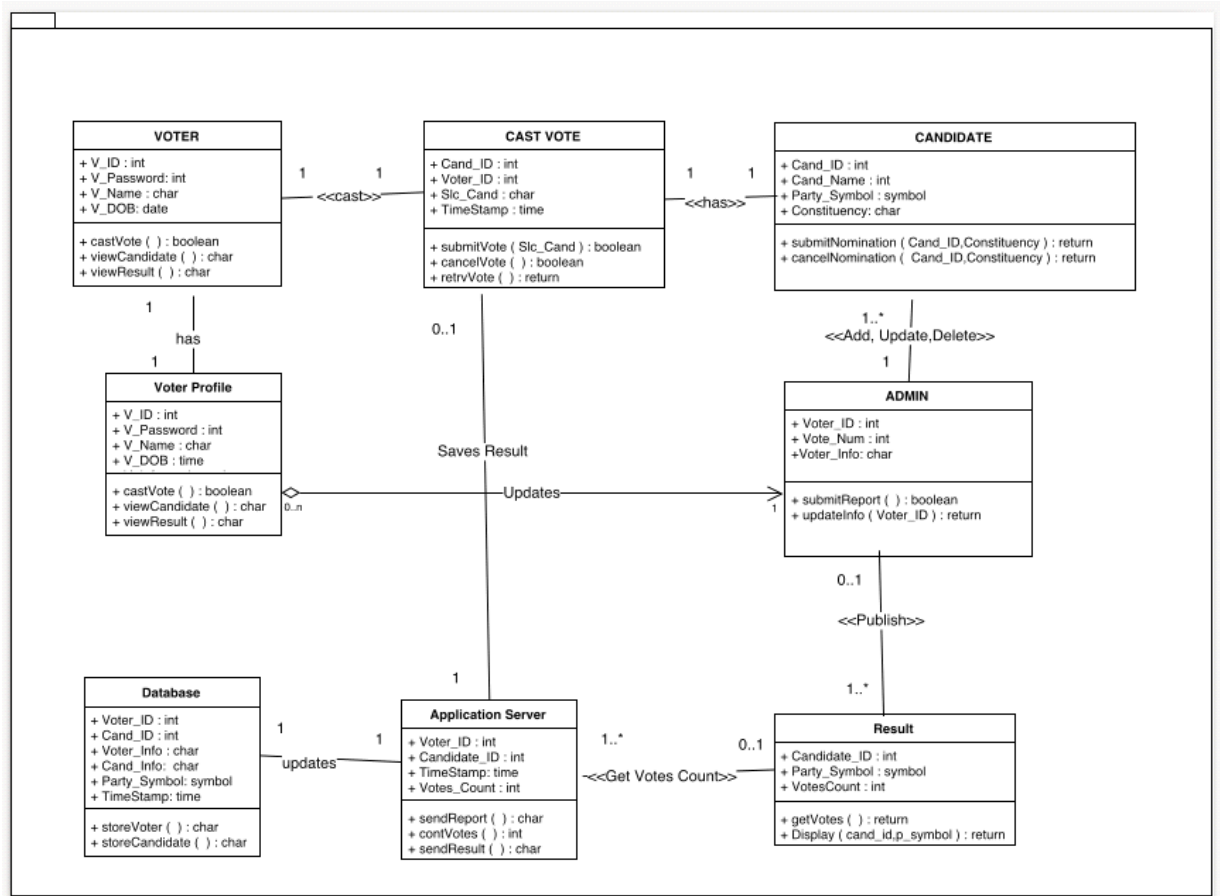 VOTER
+ V_ID : int
+ V_Password: int
+ V_Name : char
+ V_DOB: date
+ castVote ( ) : boolean
+ viewCandidate ( ) : char
+ viewResult ( ) : char
1
<<cast>>
1
CAST VOTE
+ Cand_ID : int
+ Voter_ID : int
+ Slc_Cand : char
+ TimeStamp : time
+ submitVote ( Slc_Cand ) : boolean
+ cancelVote ( ) : boolean
+ retrvVote ( ) : return
1
<<has>>
1
CANDIDATE
+ Cand_ID : int
+ Cand_Name : int
+ Party_Symbol : symbol
+ Constituency: char
+ submitNomination ( Cand_ID,Constituency ) : return
+ cancelNomination ( Cand_ID,Constituency ) : return
1
has
1
0..1
Saves Result
1
1..*
<<Add, Update,Delete>>
1
Voter Profile
+ V_ID : int
+ V_Password : int
+ V_Name : char
+ V_DOB : time
+ castVote ( ) : boolean
+ viewCandidate ( ) : char
+ viewResult ( ) : char
0..n
Updates
1
ADMIN
+ Voter_ID : int
+ Vote_Num : int
+Voter_Info: char
+ submitReport ( ) : boolean
+ updateInfo ( Voter_ID ) : return
0..1
<<Publish>>
1..*
Database
+ Voter_ID : int
+ Cand_ID : int
+ Voter_Info : char
+ Cand_Info: char
+ Party_Symbol: symbol
+ TimeStamp: time
+ storeVoter ( ) : char
+ storeCandidate ( ) : char
1
updates
1
Application Server
+ Voter_ID : int
+ Candidate_ID : int
+ TimeStamp: time
+ Votes_Count : int
+ sendReport ( ) : char
+ contVotes ( ) : int
+ sendResult ( ) : char
1..*
<<Get Votes Count>>
0..1
Result
+ Candidate_ID : int
+ Party_Symbol : symbol
+ VotesCount : int
+ getVotes ( ) : return
+ Display ( cand_id,p_symbol ) : return